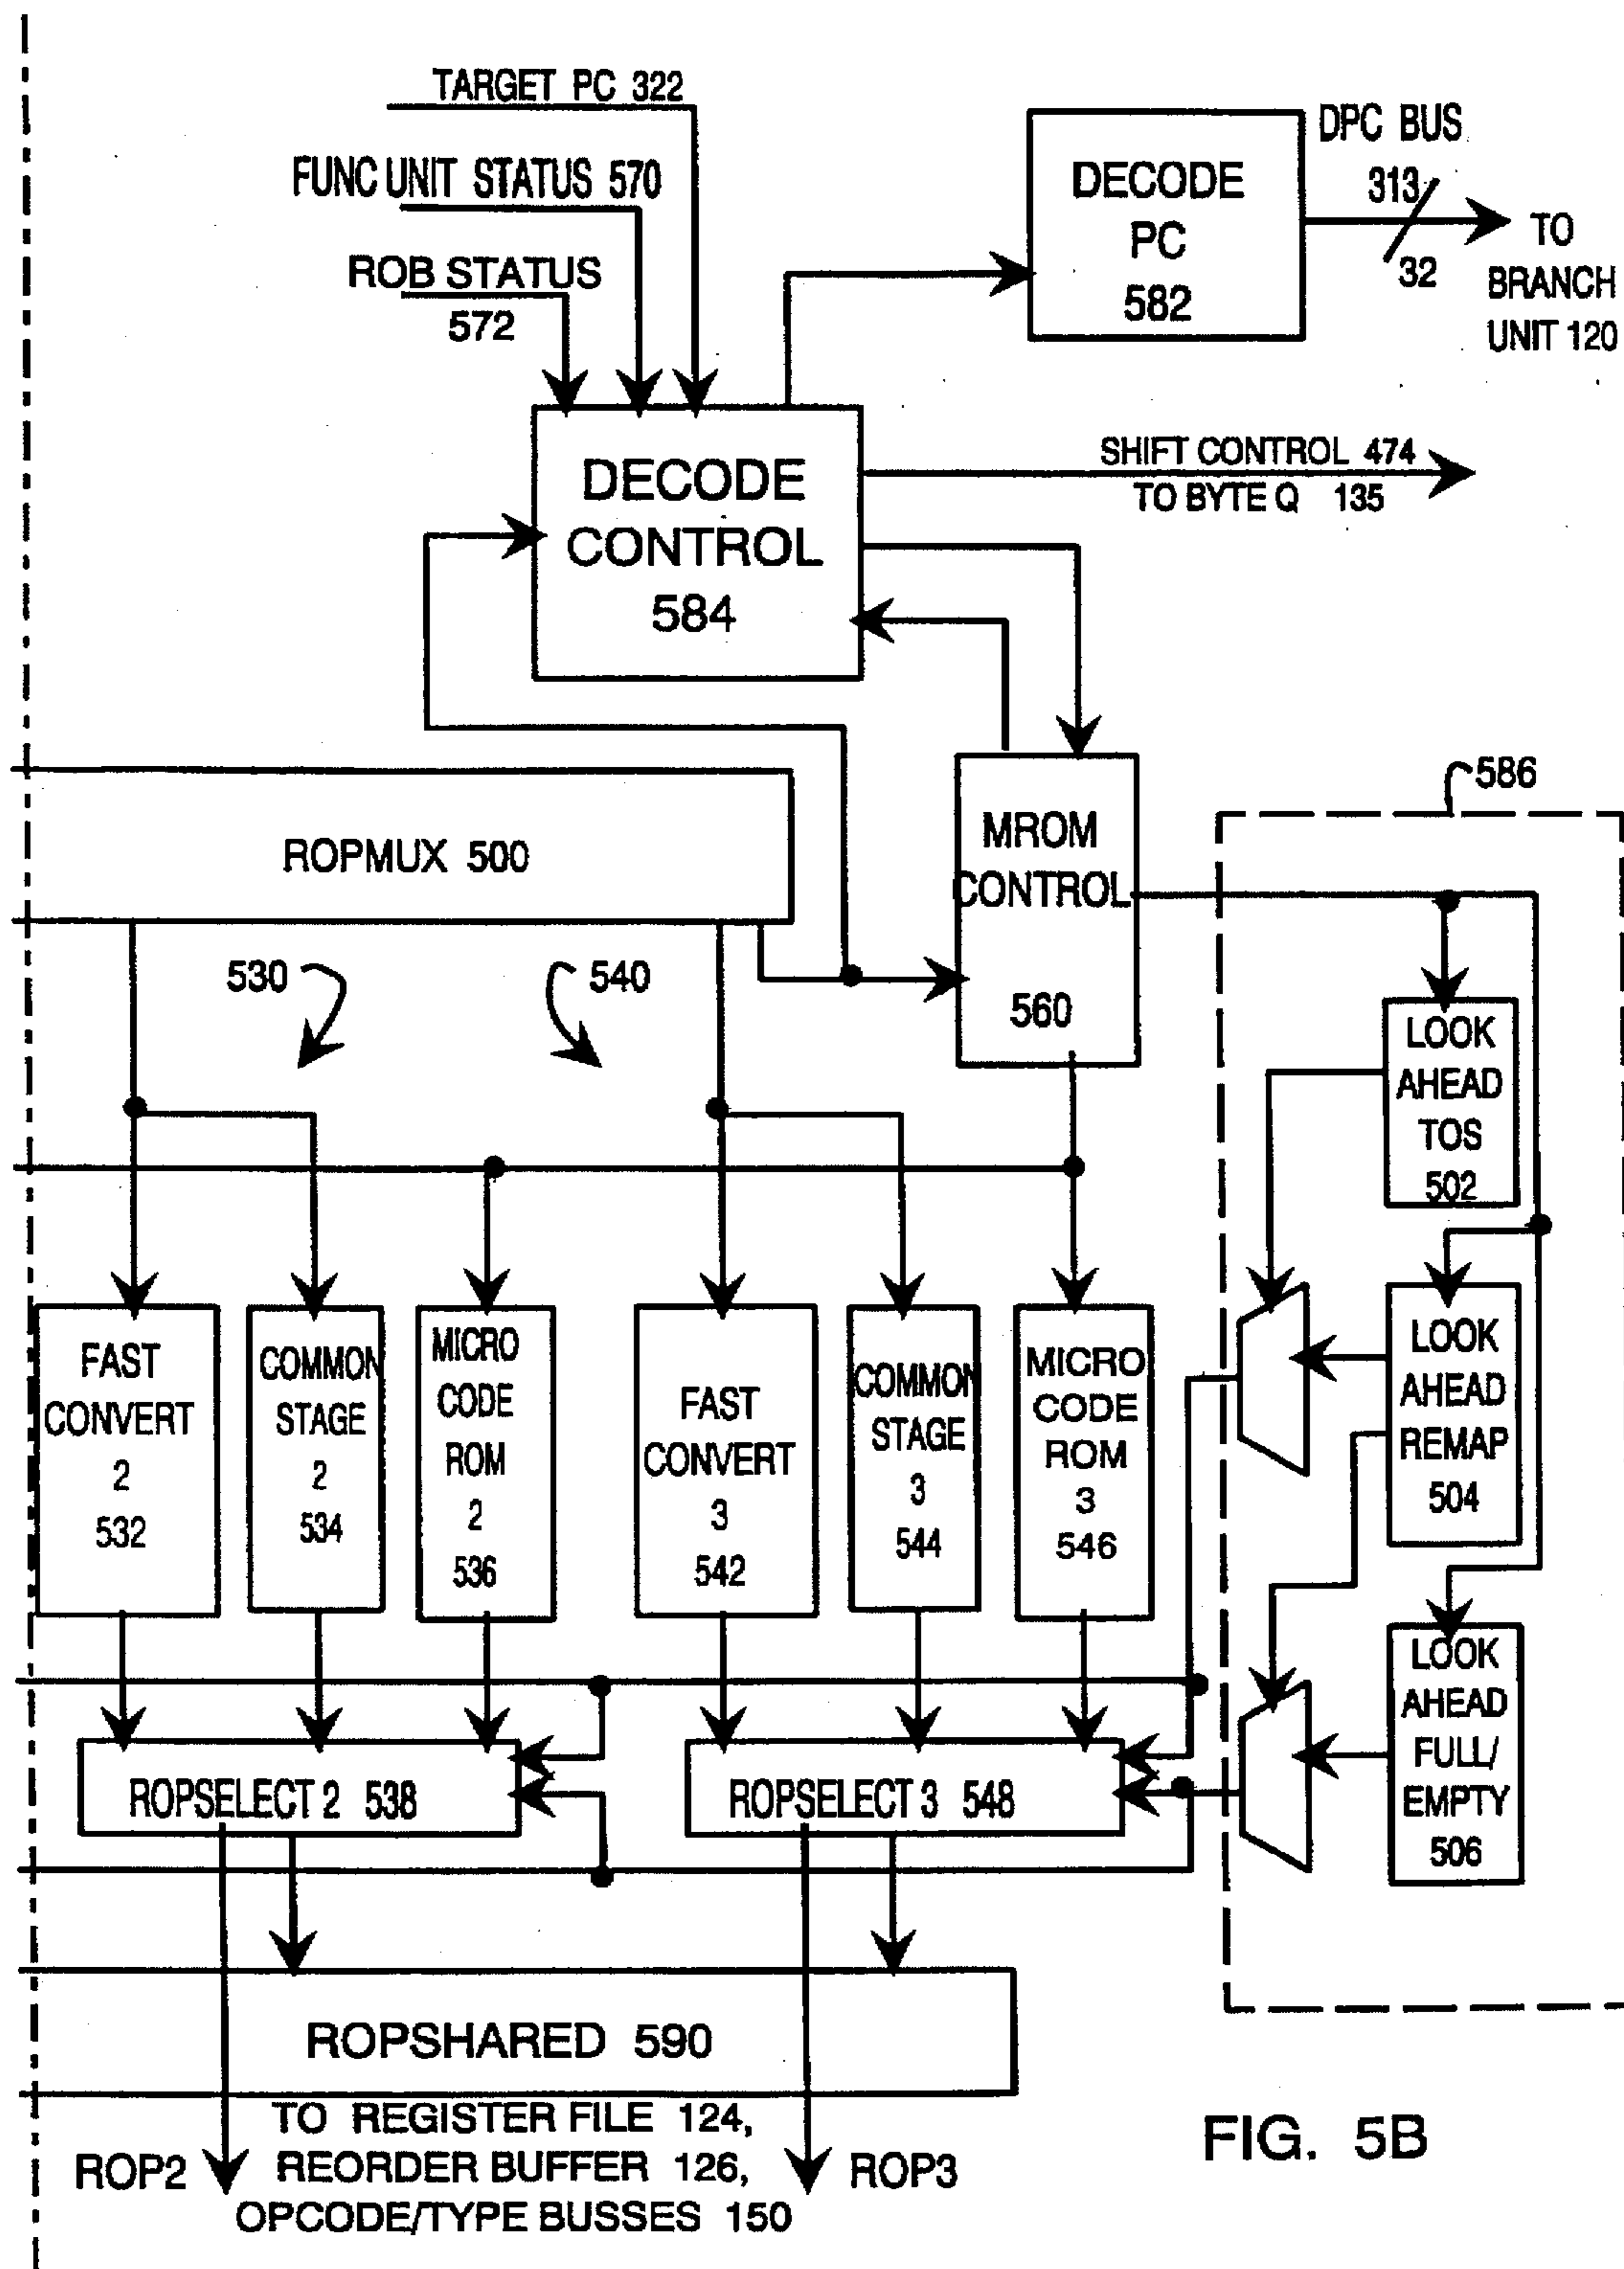 TARGET PC 322
FUNC UNIT STATUS 570
ROB STATUS
572
DECODE
PC
582
DPC BUS
313
32
TO
BRANCH
UNIT 120
DECODE
CONTROL
584
SHIFT CONTROL 474
TO BYTE Q 135
ROPMUX 500
MROM
CONTROL
560
586
530
540
LOOK
AHEAD
TOS
502
LOOK
AHEAD
REMAP
504
LOOK
AHEAD
FULL/
EMPTY
506
FAST
CONVERT
2
532
COMMON
STAGE
2
534
MICRO
CODE
ROM
2
536
FAST
CONVERT
3
542
COMMON
STAGE
3
544
MICRO
CODE
ROM
3
546
ROPSELECT 2 538
ROPSELECT 3 548
ROPSHARED 590
TO REGISTER FILE 124,
REORDER BUFFER 126,
OPCODE/TYPE BUSSES 150
ROP2
ROP3
FIG. 5B